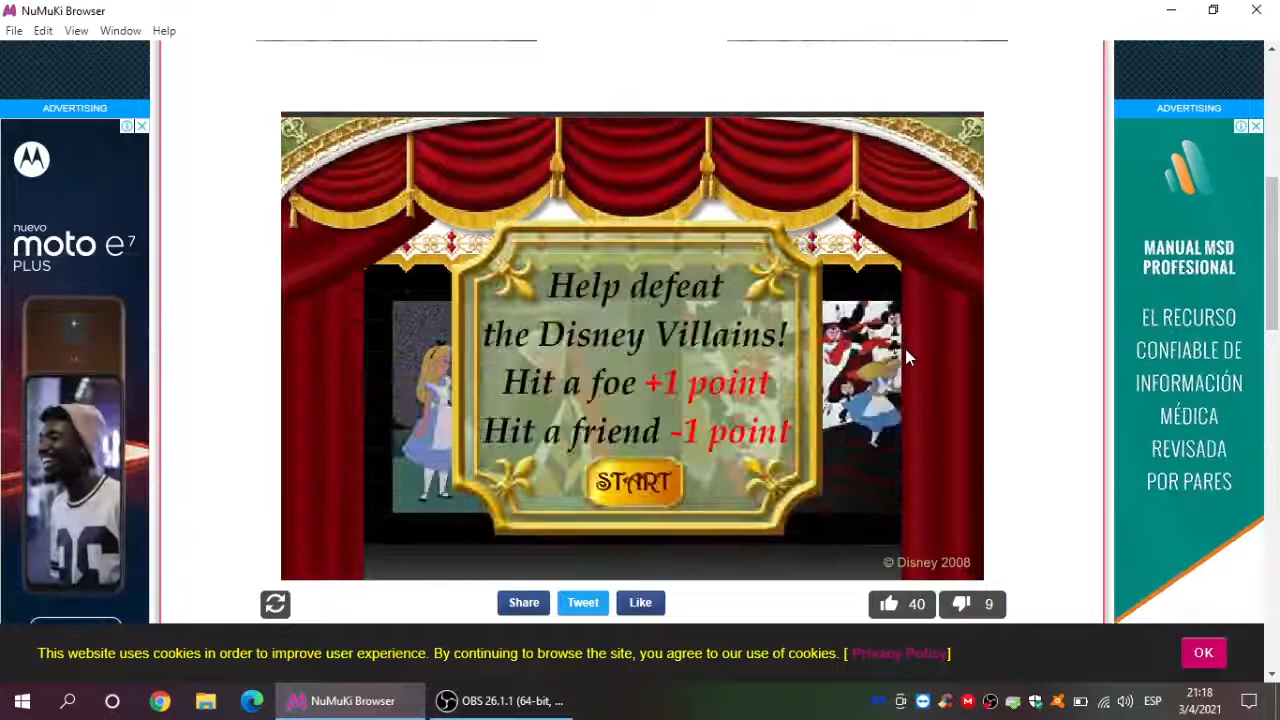 NuMuKi Browser
File Edit View Window Help
ADVERTISING
ADVERTISING
nuevo
moto e7
PLUS
MANUAL MSD
PROFESIONAL
EL RECURSO
CONFIABLE DE
INFORMACIÓN
MÉDICA
REVISADA
POR PARES
Help defeat
the Disney Villains!
Hit a foe +1 point
Hit a friend -1 point
START
© Disney 2008
Share Tweet Like 40 9
This website uses cookies in order to improve user experience. By continuing to browse the site, you agree to our use of cookies. [ Privacy Policy]
OK
NuMuKi Browser
OBS 26.1.1 (64-bit, ...
ESP
21:18
3/4/2021